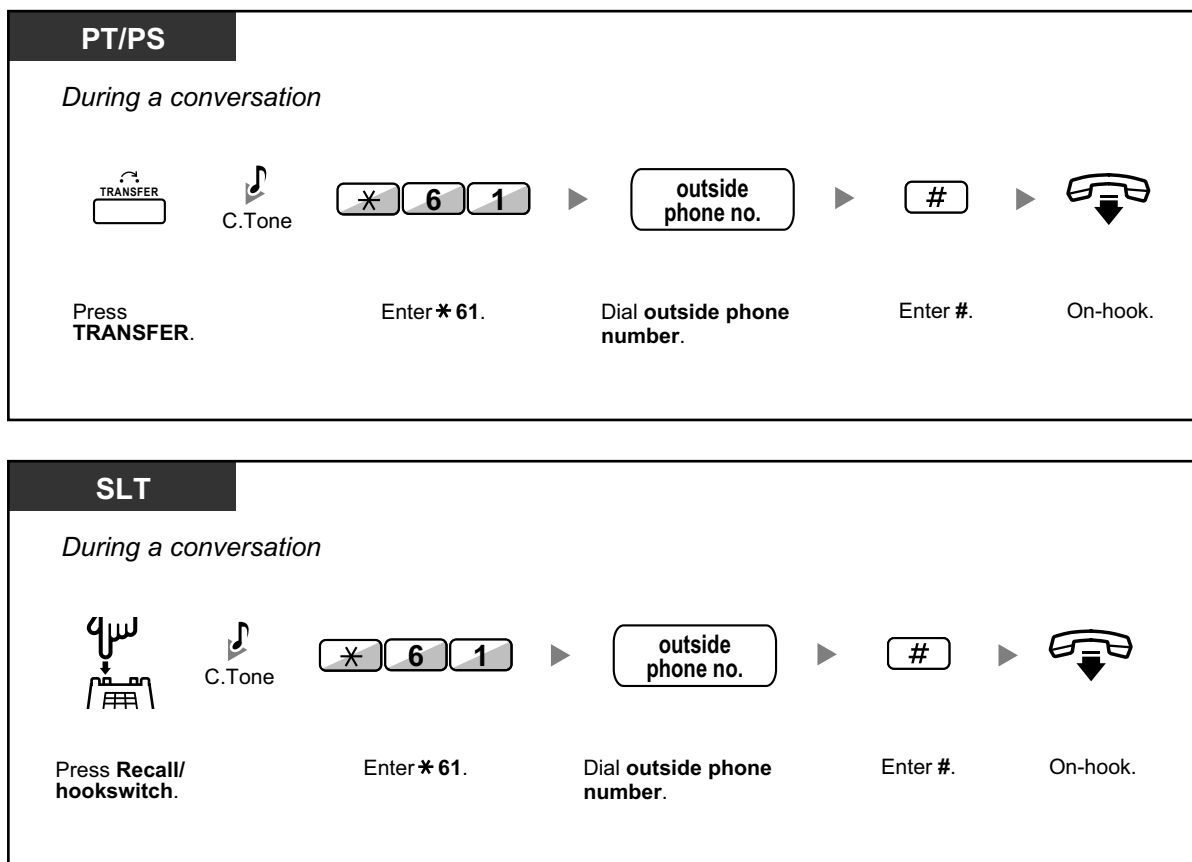 PT/PS
During a conversation
TRANSFER
C.Tone
* 6 1
outside
phone no.
#
Press
TRANSFER.
Enter * 61.
Dial outside phone
number.
Enter #.
On-hook.
SLT
During a conversation
C.Tone
* 6 1
outside
phone no.
#
Press Recall/
hookswitch.
Enter * 61.
Dial outside phone
number.
Enter #.
On-hook.